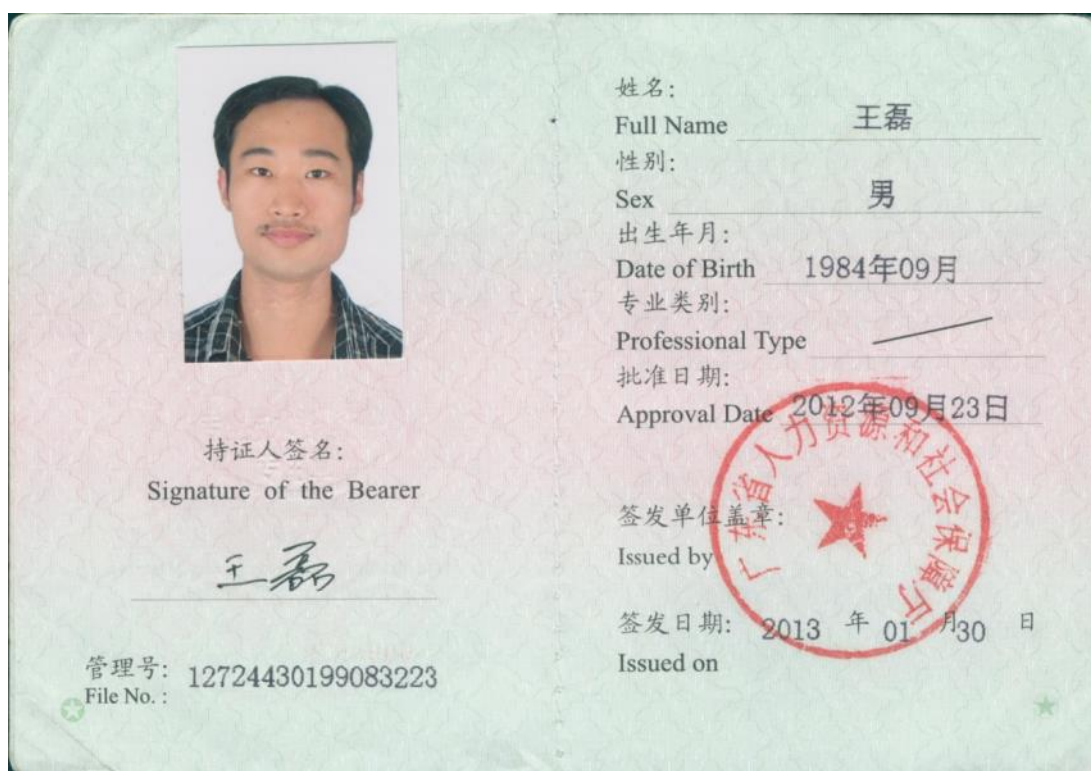 持证人签名:
Signature of the Bearer
王磊
管理号:
File No. :
12724430199083223
姓名:
Full Name 王磊
性别:
Sex 男
出生年月:
Date of Birth 1984年09月
专业类别:
Professional Type
批准日期:
Approval Date 2012年09月23日
签发单位盖章:
Issued by
广东省人力资源和社会保障厅
签发日期: 2013 年 01 月30 日
Issued on